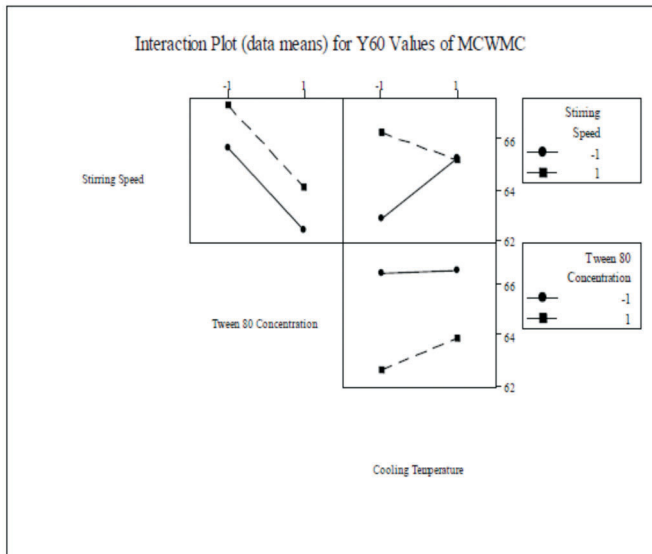 Interaction Plot (data means) for Y60 Values of MCWMC
-1 1 -1 1
Stirring
Speed
-1
1
Stirring Speed
66
64
62
Tween 80
Concentration
-1
1
Tween 80 Concentration
66
64
62
Cooling Temperature